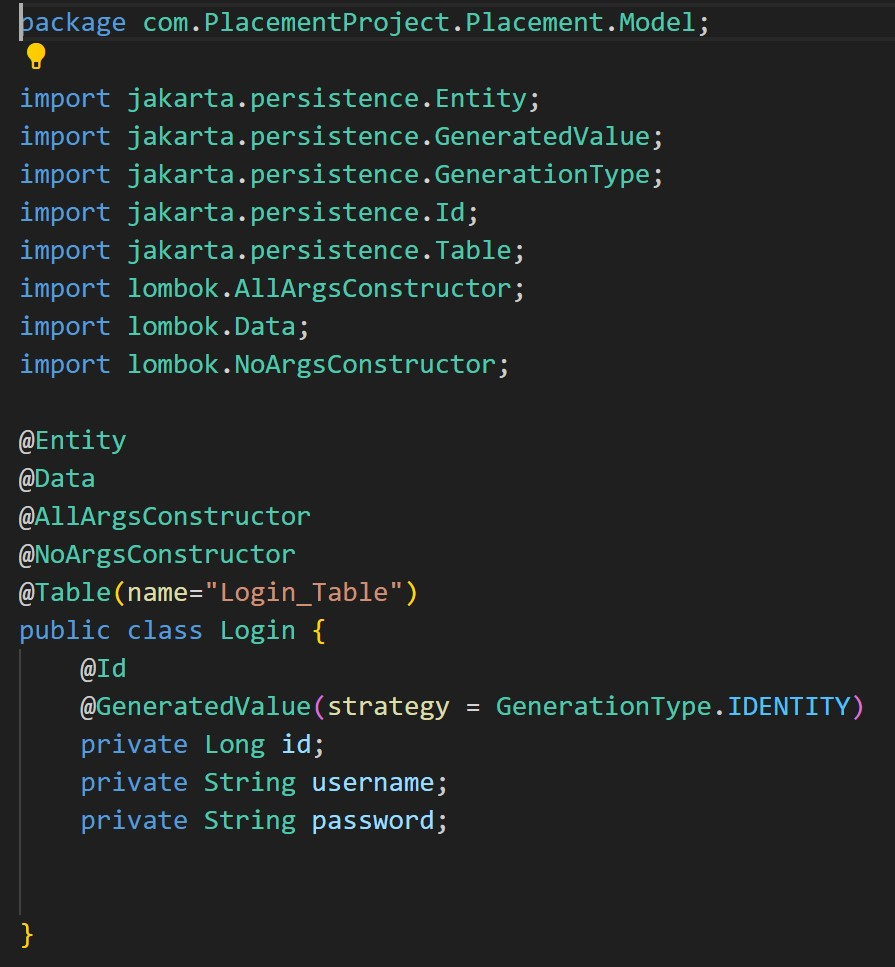 package com.PlacementProject.Placement.Model;
import jakarta.persistence.Entity;
import jakarta.persistence.GeneratedValue;
import jakarta.persistence.GenerationType;
import jakarta.persistence.Id;
import jakarta.persistence.Table;
import lombok.AllArgsConstructor;
import lombok.Data;
import lombok.NoArgsConstructor;
@Entity
@Data
@AllArgsConstructor
@NoArgsConstructor
@Table(name="Login_Table")
public class Login {
@Id
@GeneratedValue(strategy = GenerationType.IDENTITY)
private Long id;
private String username;
private String password;
}